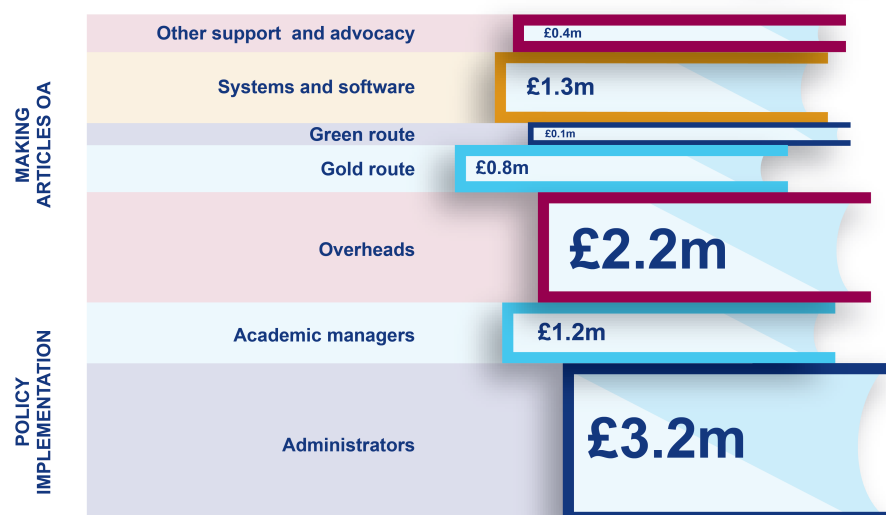 MAKING
ARTICLES OA
Other support and advocacy
£0.4m
Systems and software
£1.3m
Green route
£0.1m
Gold route
£0.8m
Overheads
£2.2m
POLICY
IMPLEMENTATION
Academic managers
£1.2m
Administrators
£3.2m